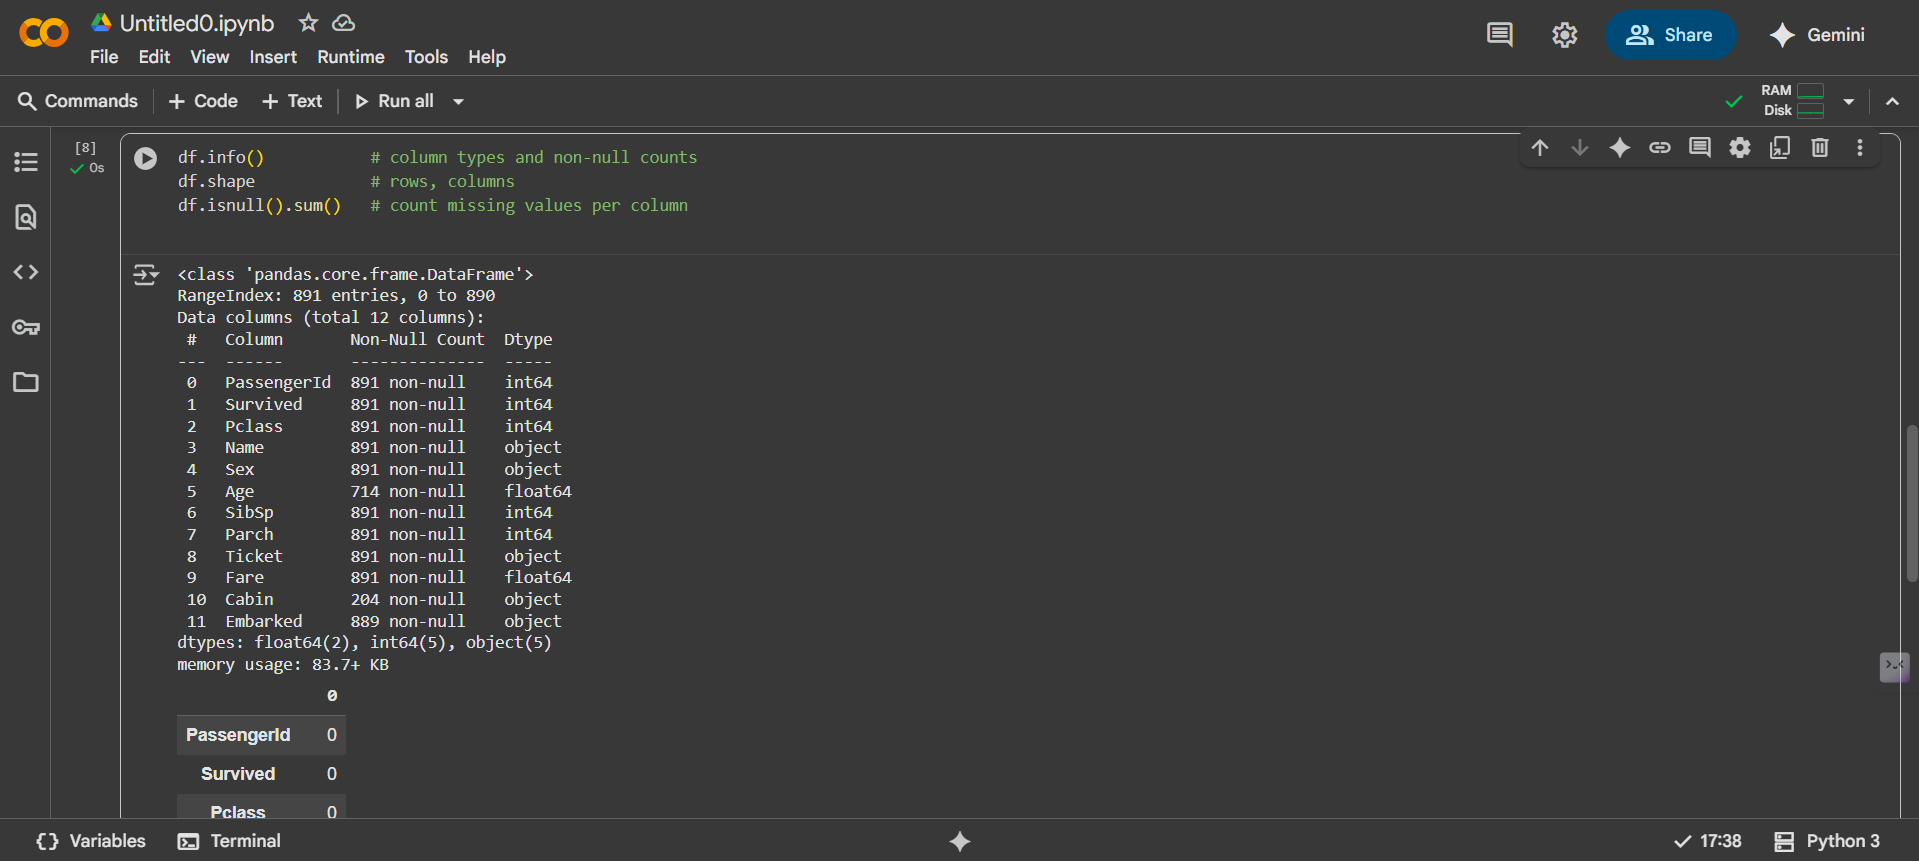 Untitled0.ipynb
File Edit View Insert Runtime Tools Help
Share
Gemini
Commands + Code + Text Run all
RAM
Disk
[8]
0s
df.info()            # column types and non-null counts
df.shape             # rows, columns
df.isnull().sum()    # count missing values per column
<class 'pandas.core.frame.DataFrame'>
RangeIndex: 891 entries, 0 to 890
Data columns (total 12 columns):
 #   Column       Non-Null Count  Dtype
---  ------       --------------  -----
 0   PassengerId  891 non-null    int64
 1   Survived     891 non-null    int64
 2   Pclass       891 non-null    int64
 3   Name         891 non-null    object
 4   Sex          891 non-null    object
 5   Age          714 non-null    float64
 6   SibSp        891 non-null    int64
 7   Parch        891 non-null    int64
 8   Ticket       891 non-null    object
 9   Fare         891 non-null    float64
 10  Cabin        204 non-null    object
 11  Embarked     889 non-null    object
dtypes: float64(2), int64(5), object(5)
memory usage: 83.7+ KB
0
PassengerId 0
Survived 0
Pclass 0
Variables Terminal
17:38 Python 3